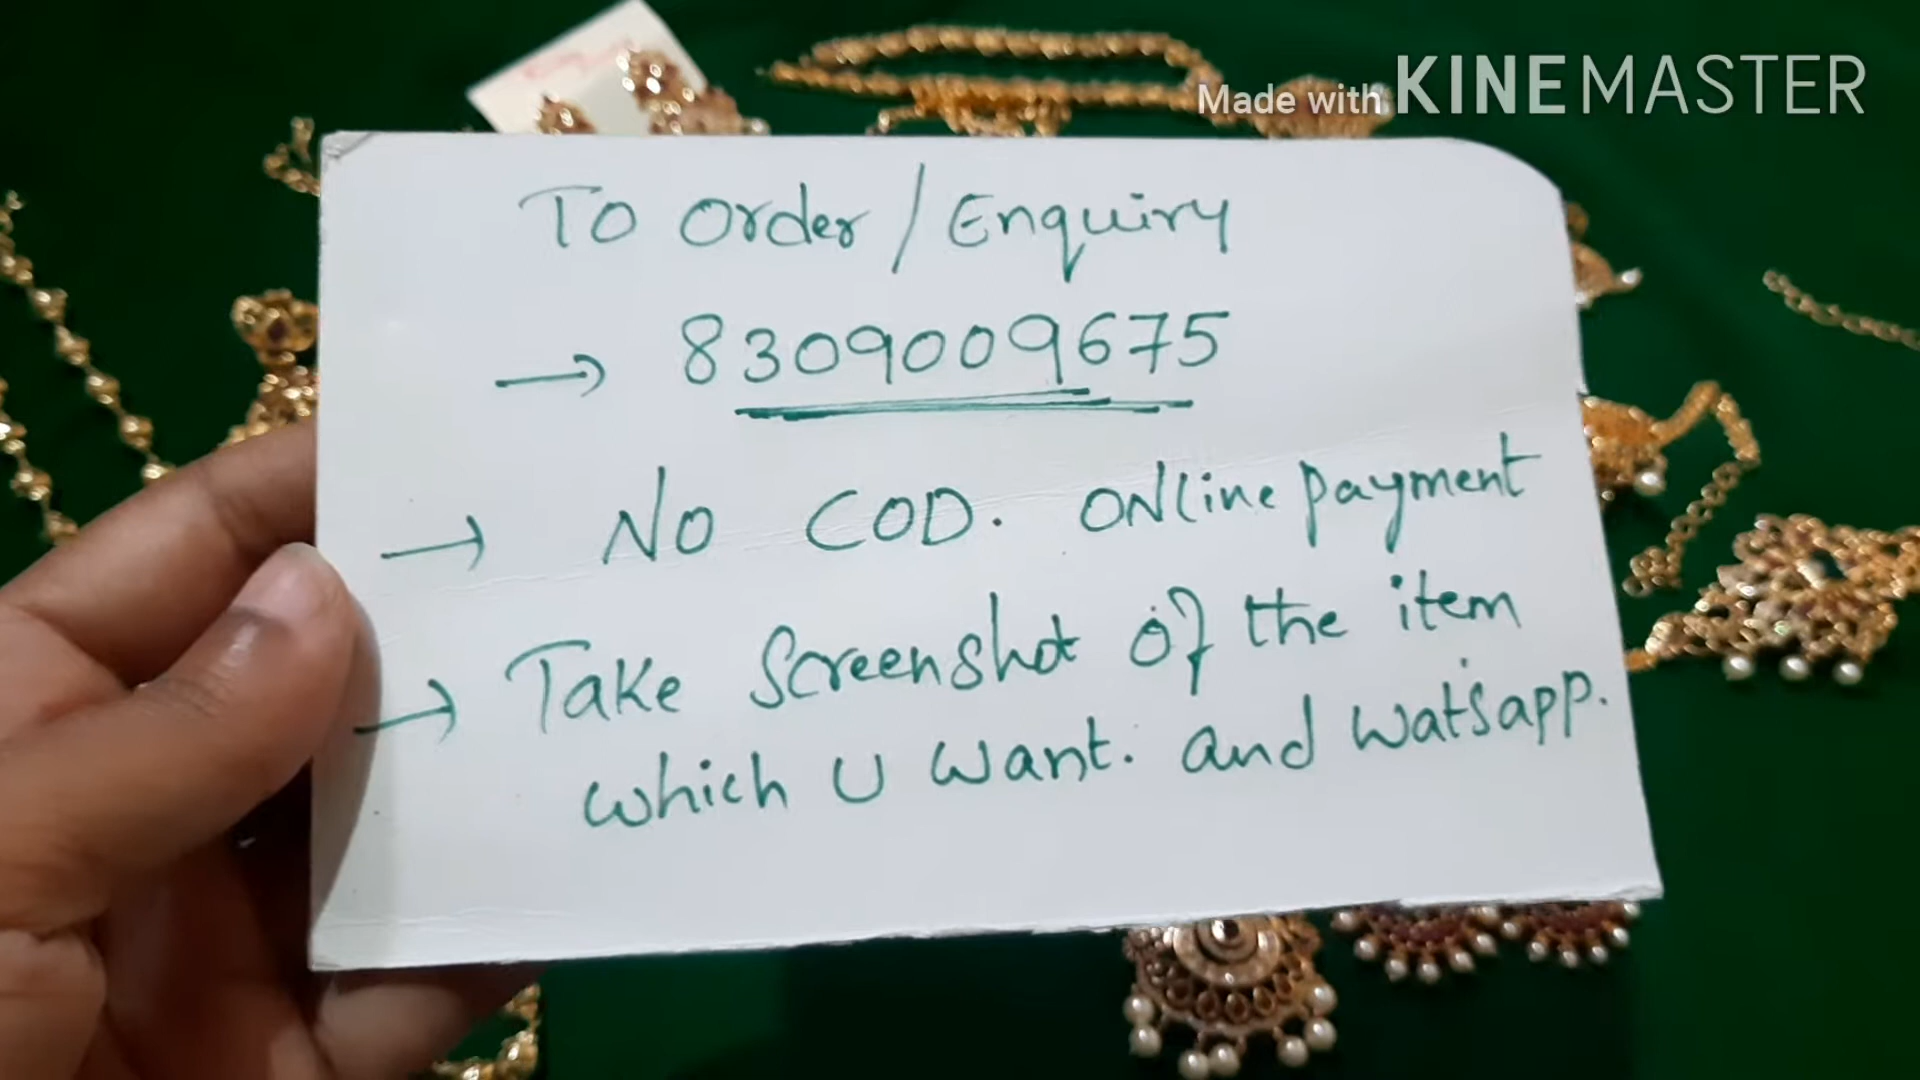 Made with KINEMASTER
To Order / Enquiry
→ 8309009675
→ NO COD. ONline payment
→ Take Screenshot of the item
which U want. and watsapp.